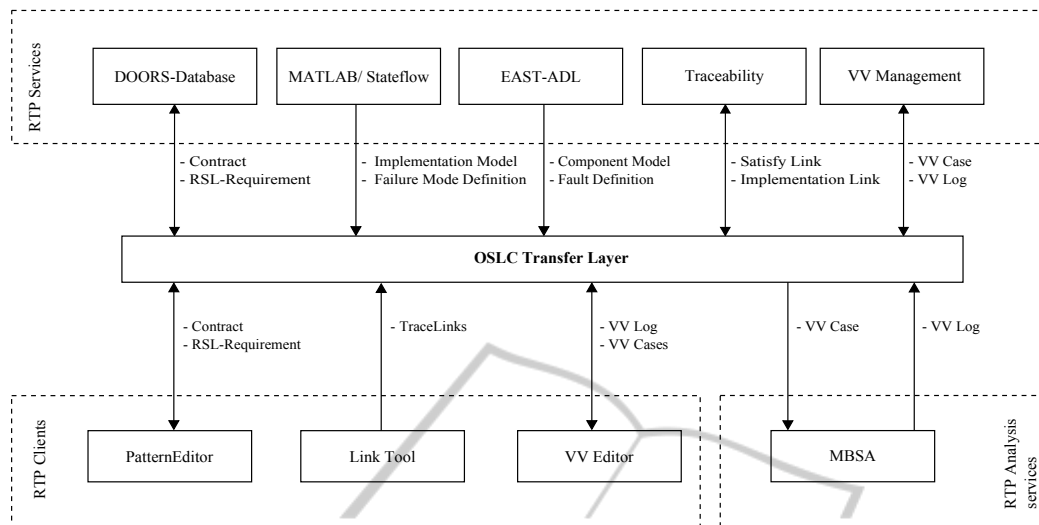 RTP Services
DOORS-Database
MATLAB/ Stateflow
EAST-ADL
Traceability
VV Management
- Contract
- RSL-Requirement
- Implementation Model
- Failure Mode Definition
- Component Model
- Fault Definition
- Satisfy Link
- Implementation Link
- VV Case
- VV Log
OSLC Transfer Layer
- Contract
- RSL-Requirement
- TraceLinks
- VV Log
- VV Cases
- VV Case
- VV Log
RTP Clients
PatternEditor
Link Tool
VV Editor
MBSA
RTP Analysis
services